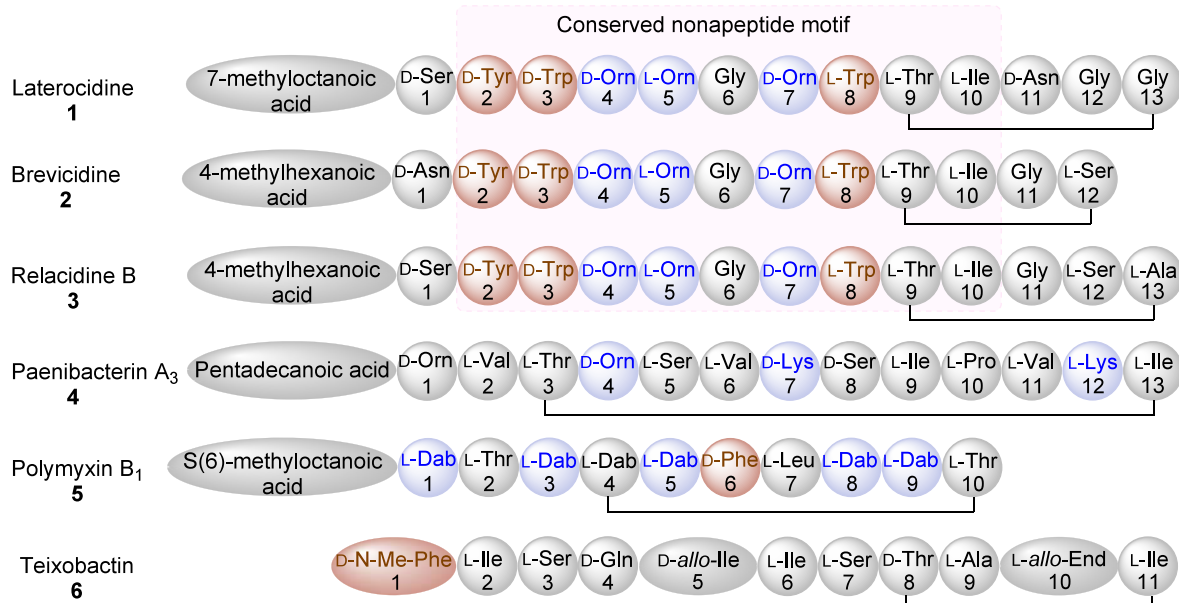 Conserved nonapeptide motif
Laterocidine
1
7-methyloctanoic
acid
D-Ser D-Tyr D-Trp D-Orn L-Orn Gly D-Orn L-Trp L-Thr L-Ile D-Asn Gly Gly
1 2 3 4 5 6 7 8 9 10 11 12 13
Brevicidine
2
4-methylhexanoic
acid
D-Asn D-Tyr D-Trp D-Orn L-Orn Gly D-Orn L-Trp L-Thr L-Ile Gly L-Ser
1 2 3 4 5 6 7 8 9 10 11 12
Relacidine B
3
4-methylhexanoic
acid
D-Ser D-Tyr D-Trp D-Orn L-Orn Gly D-Orn L-Trp L-Thr L-Ile Gly L-Ser L-Ala
1 2 3 4 5 6 7 8 9 10 11 12 13
Paenibacterin A3
4
Pentadecanoic acid
D-Orn L-Val L-Thr D-Orn L-Ser L-Val D-Lys D-Ser L-Ile L-Pro L-Val L-Lys L-Ile
1 2 3 4 5 6 7 8 9 10 11 12 13
Polymyxin B1
5
S(6)-methyloctanoic
acid
L-Dab L-Thr L-Dab L-Dab L-Dab D-Phe L-Leu L-Dab L-Dab L-Thr
1 2 3 4 5 6 7 8 9 10
Teixobactin
6
D-N-Me-Phe L-Ile L-Ser D-Gln D-allo-Ile L-Ile L-Ser D-Thr L-Ala L-allo-End L-Ile
1 2 3 4 5 6 7 8 9 10 11